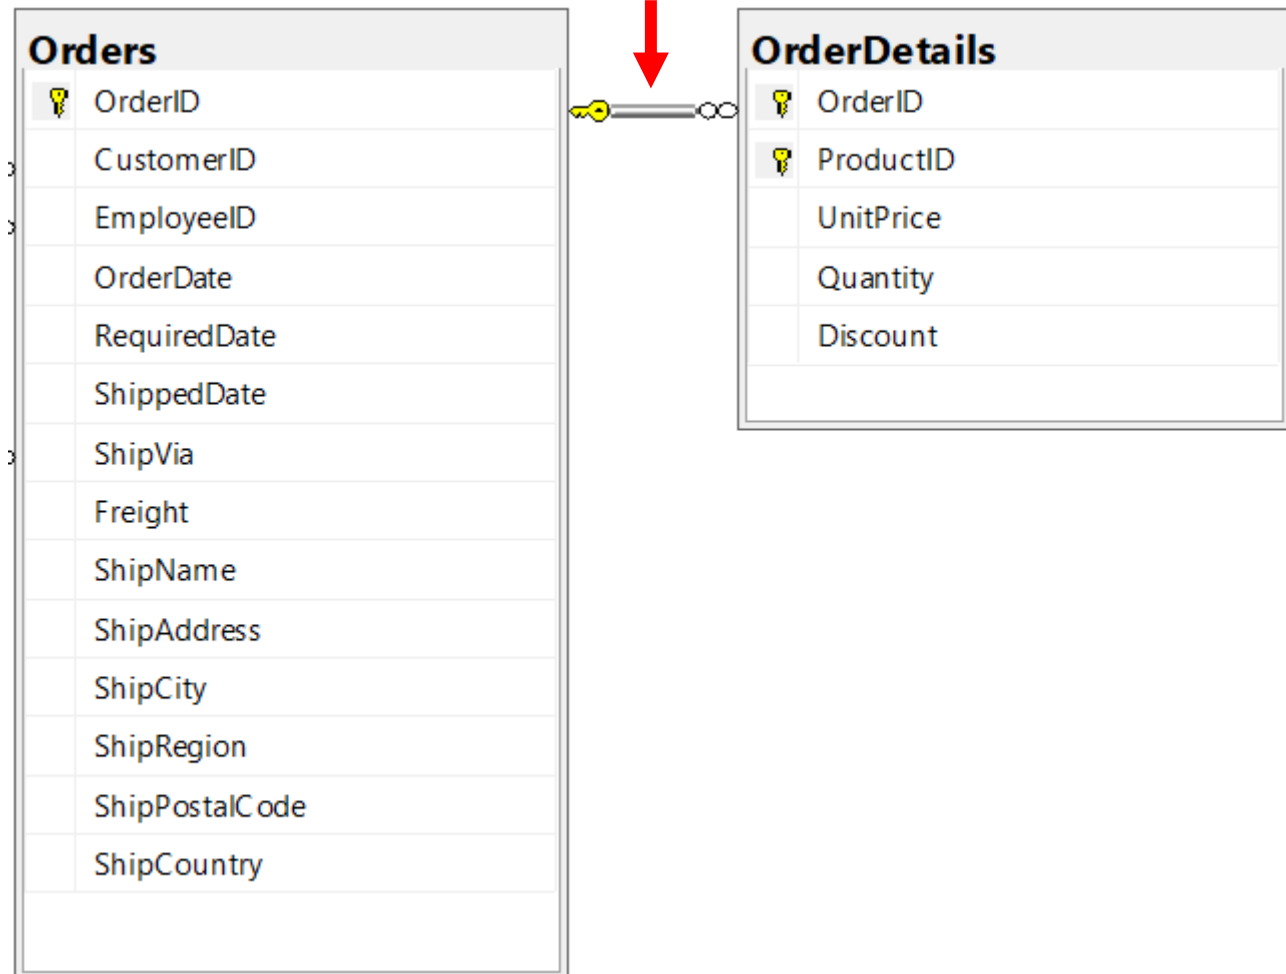 Orders
OrderID
CustomerID
EmployeeID
OrderDate
RequiredDate
ShippedDate
ShipVia
Freight
ShipName
ShipAddress
ShipCity
ShipRegion
ShipPostalCode
ShipCountry
OrderDetails
OrderID
ProductID
UnitPrice
Quantity
Discount